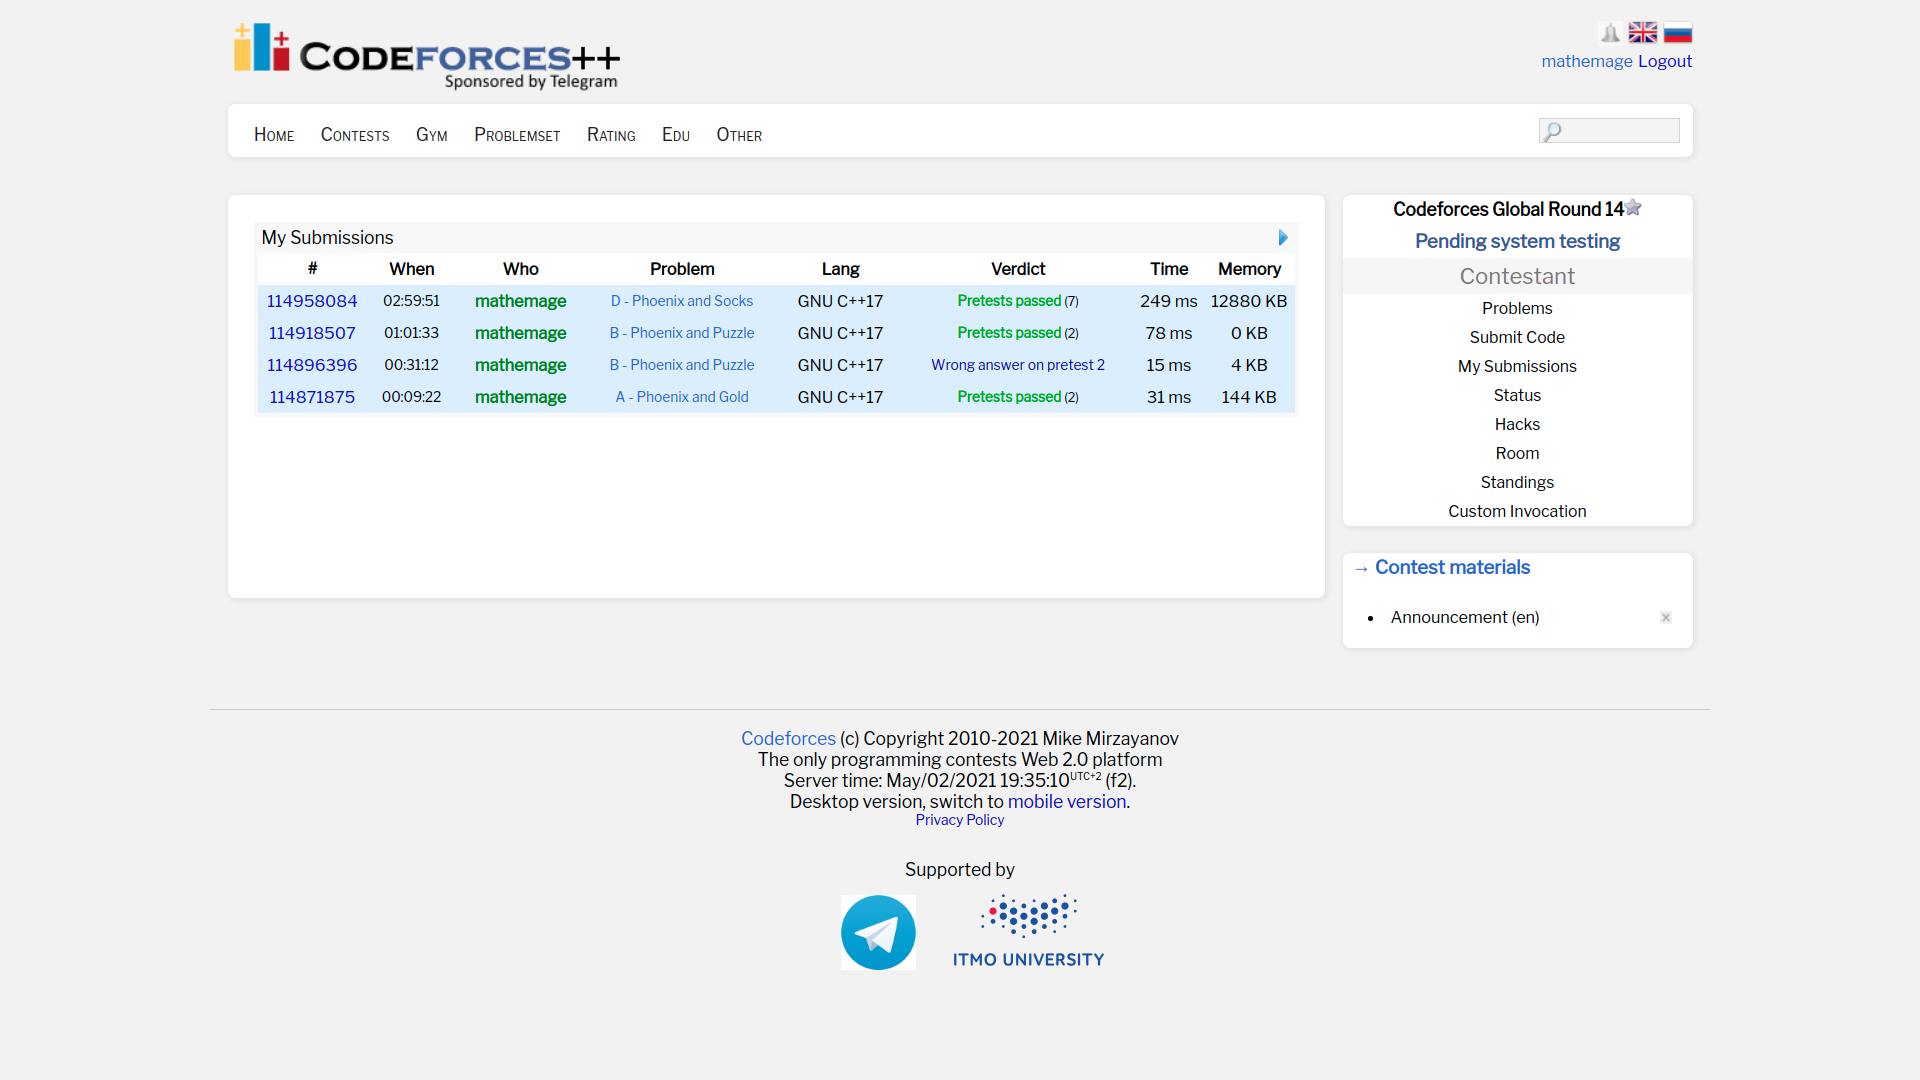 CODEFORCES++
Sponsored by Telegram
mathemage Logout
HOME CONTESTS GYM PROBLEMSET RATING EDU OTHER
My Submissions
# When Who Problem Lang Verdict Time Memory
114958084 02:59:51 mathemage D - Phoenix and Socks GNU C++17 Pretests passed (7) 249 ms 12880 KB
114918507 01:01:33 mathemage B - Phoenix and Puzzle GNU C++17 Pretests passed (2) 78 ms 0 KB
114896396 00:31:12 mathemage B - Phoenix and Puzzle GNU C++17 Wrong answer on pretest 2 15 ms 4 KB
114871875 00:09:22 mathemage A - Phoenix and Gold GNU C++17 Pretests passed (2) 31 ms 144 KB
Codeforces Global Round 14
Pending system testing
Contestant
Problems
Submit Code
My Submissions
Status
Hacks
Room
Standings
Custom Invocation
→ Contest materials
• Announcement (en)
Codeforces (c) Copyright 2010-2021 Mike Mirzayanov
The only programming contests Web 2.0 platform
Server time: May/02/2021 19:35:10 UTC+2 (f2).
Desktop version, switch to mobile version.
Privacy Policy
Supported by
ITMO UNIVERSITY